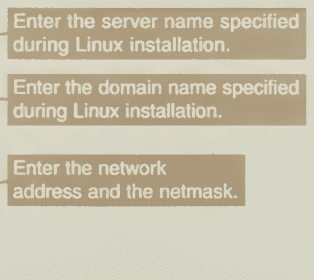 Enter the server name specified
during Linux installation.
Enter the domain name specified
during Linux installation.
Enter the network
address and the netmask.